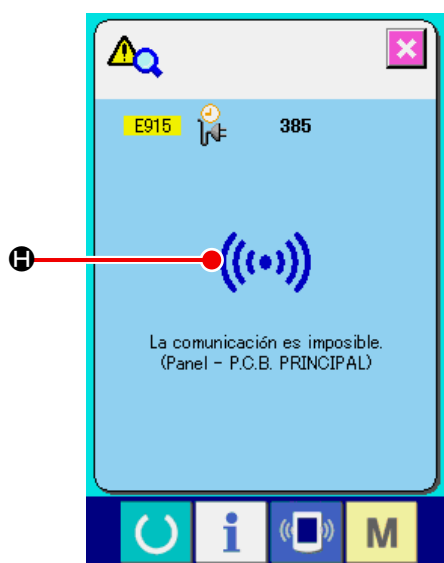 E915 385
H
La comunicación es imposible.
(Panel - P.C.B. PRINCIPAL)
i M